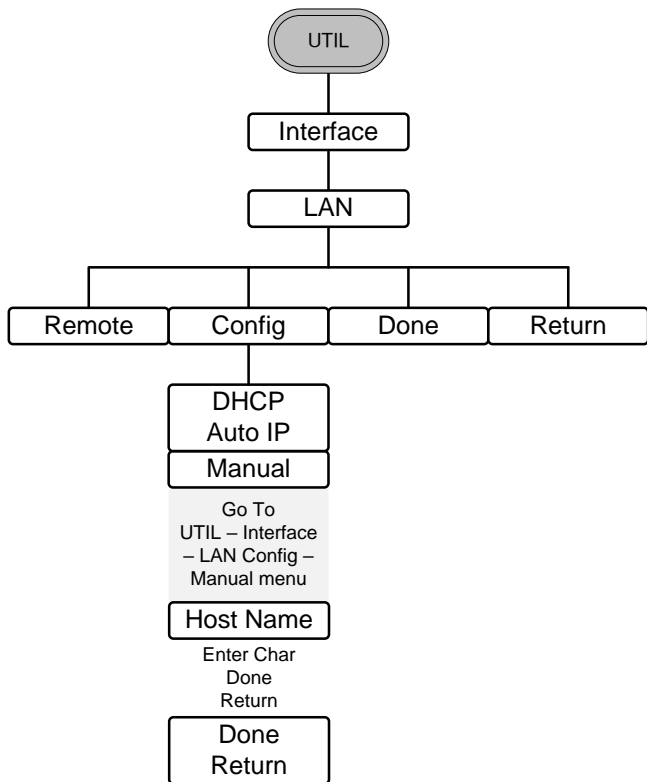 UTIL
Interface
LAN
Remote
Config
Done
Return
DHCP
Auto IP
Manual
Go To
UTIL – Interface
– LAN Config –
Manual menu
Host Name
Enter Char
Done
Return
Done
Return